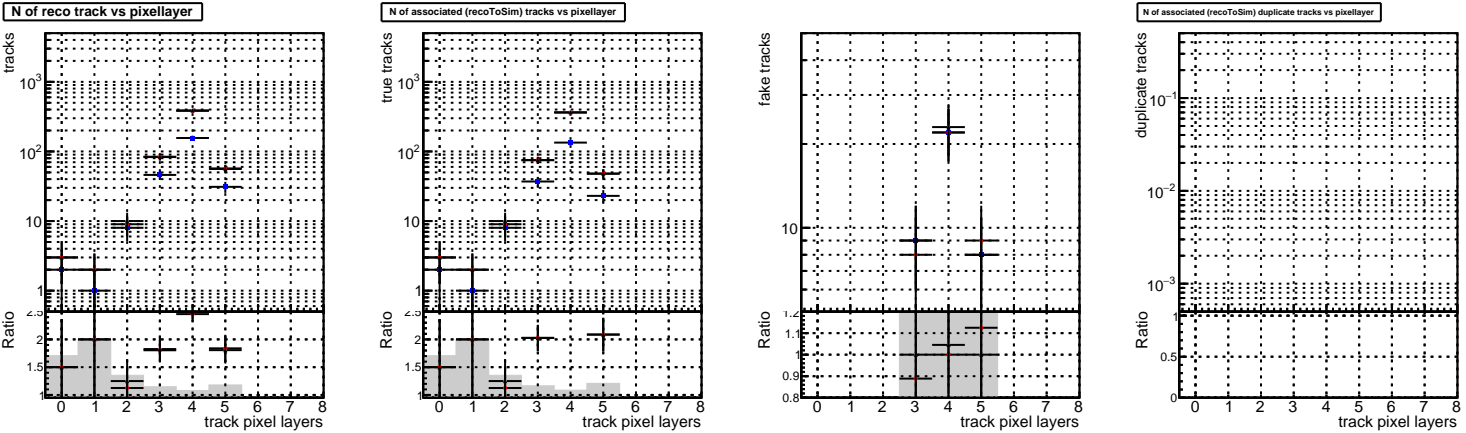 N of reco track vs pixellayer
tracks
10³
10²
10
1
Ratio
2.5
2
1.5
1
0 1 2 3 4 5 6 7 8
track pixel layers
N of associated (recoToSim) tracks vs pixellayer
true tracks
10³
10²
10
1
Ratio
2.5
2
1.5
1
0 1 2 3 4 5 6 7 8
track pixel layers
fake tracks
10
Ratio
1.2
1.1
1
0.9
0.8
0 1 2 3 4 5 6 7 8
track pixel layers
N of associated (recoToSim) duplicate tracks vs pixellayer
duplicate tracks
10⁻¹
10⁻²
10⁻³
Ratio
1
0.5
0
0 1 2 3 4 5 6 7 8
track pixel layers